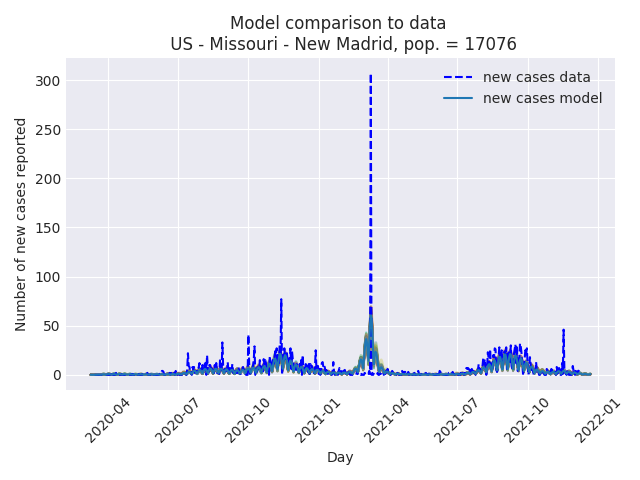 Model comparison to data
US - Missouri - New Madrid, pop. = 17076
new cases data
new cases model
Number of new cases reported
300
250
200
150
100
50
0
2020-04
2020-07
2020-10
2021-01
2021-04
2021-07
2021-10
2022-01
Day